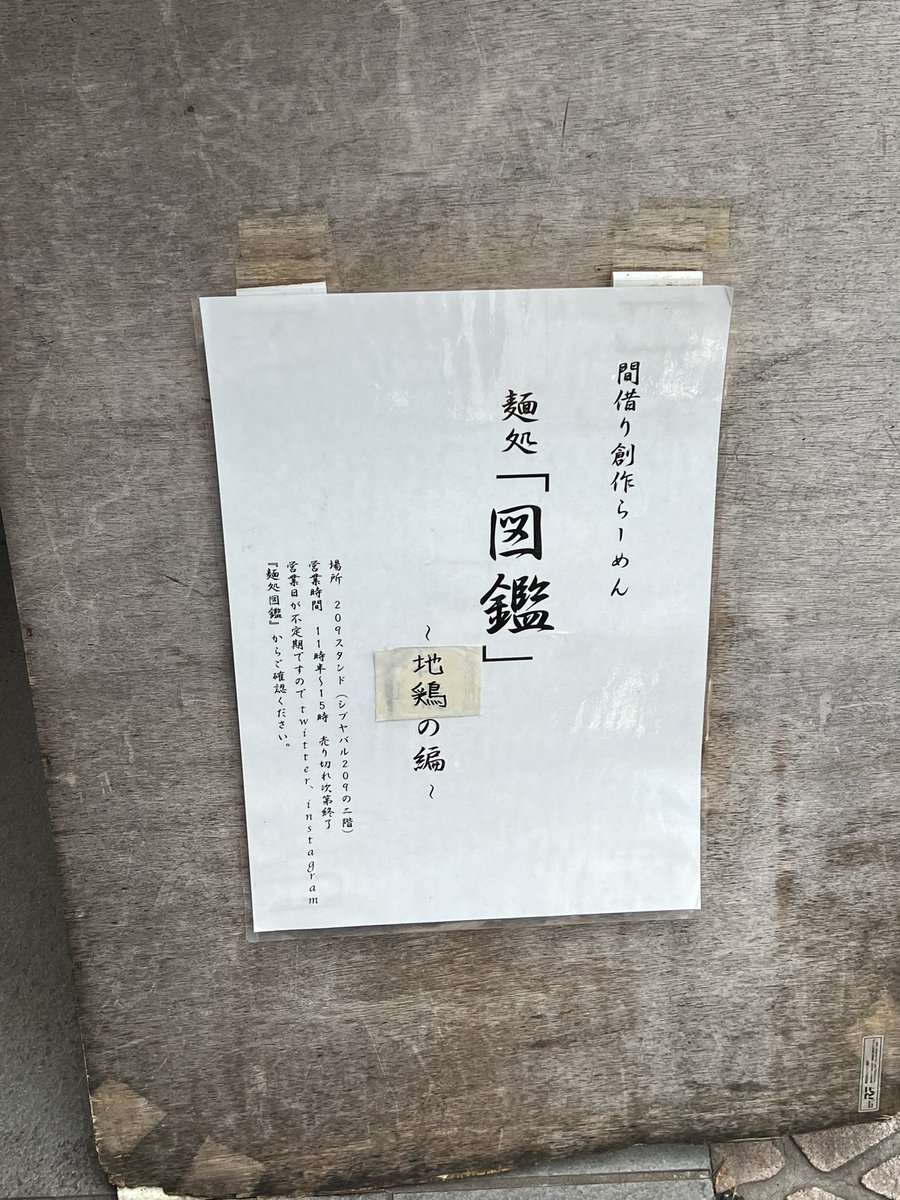 間借り創作らーめん
麺処「図鑑」
~地鶏の編~
場所 209スタンド(シブヤバル209の二階)
営業時間 11時半~15時 売り切れ次第終了
営業日が不定期ですのでtwitter、instagram
『麺処図鑑』からご確認ください。